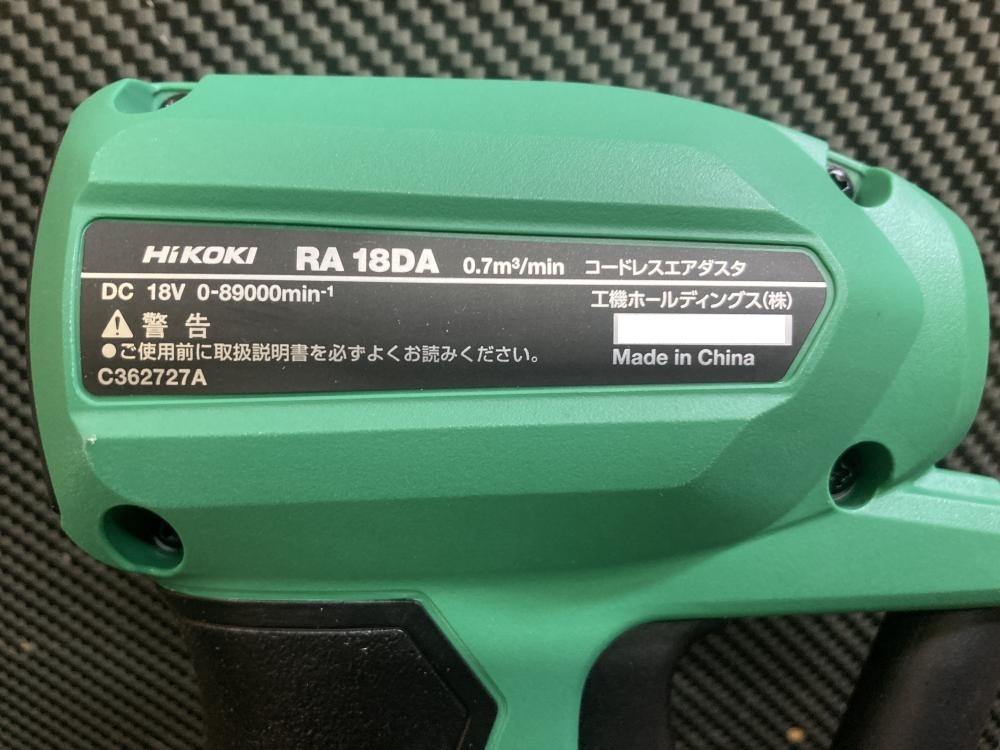 HiKOKI RA 18DA 0.7m³/min コードレスエアダスタ
DC 18V 0-89000min⁻¹ 工機ホールディングス(株)
⚠警告
●ご使用前に取扱説明書を必ずよくお読みください。
Made in China
C362727A